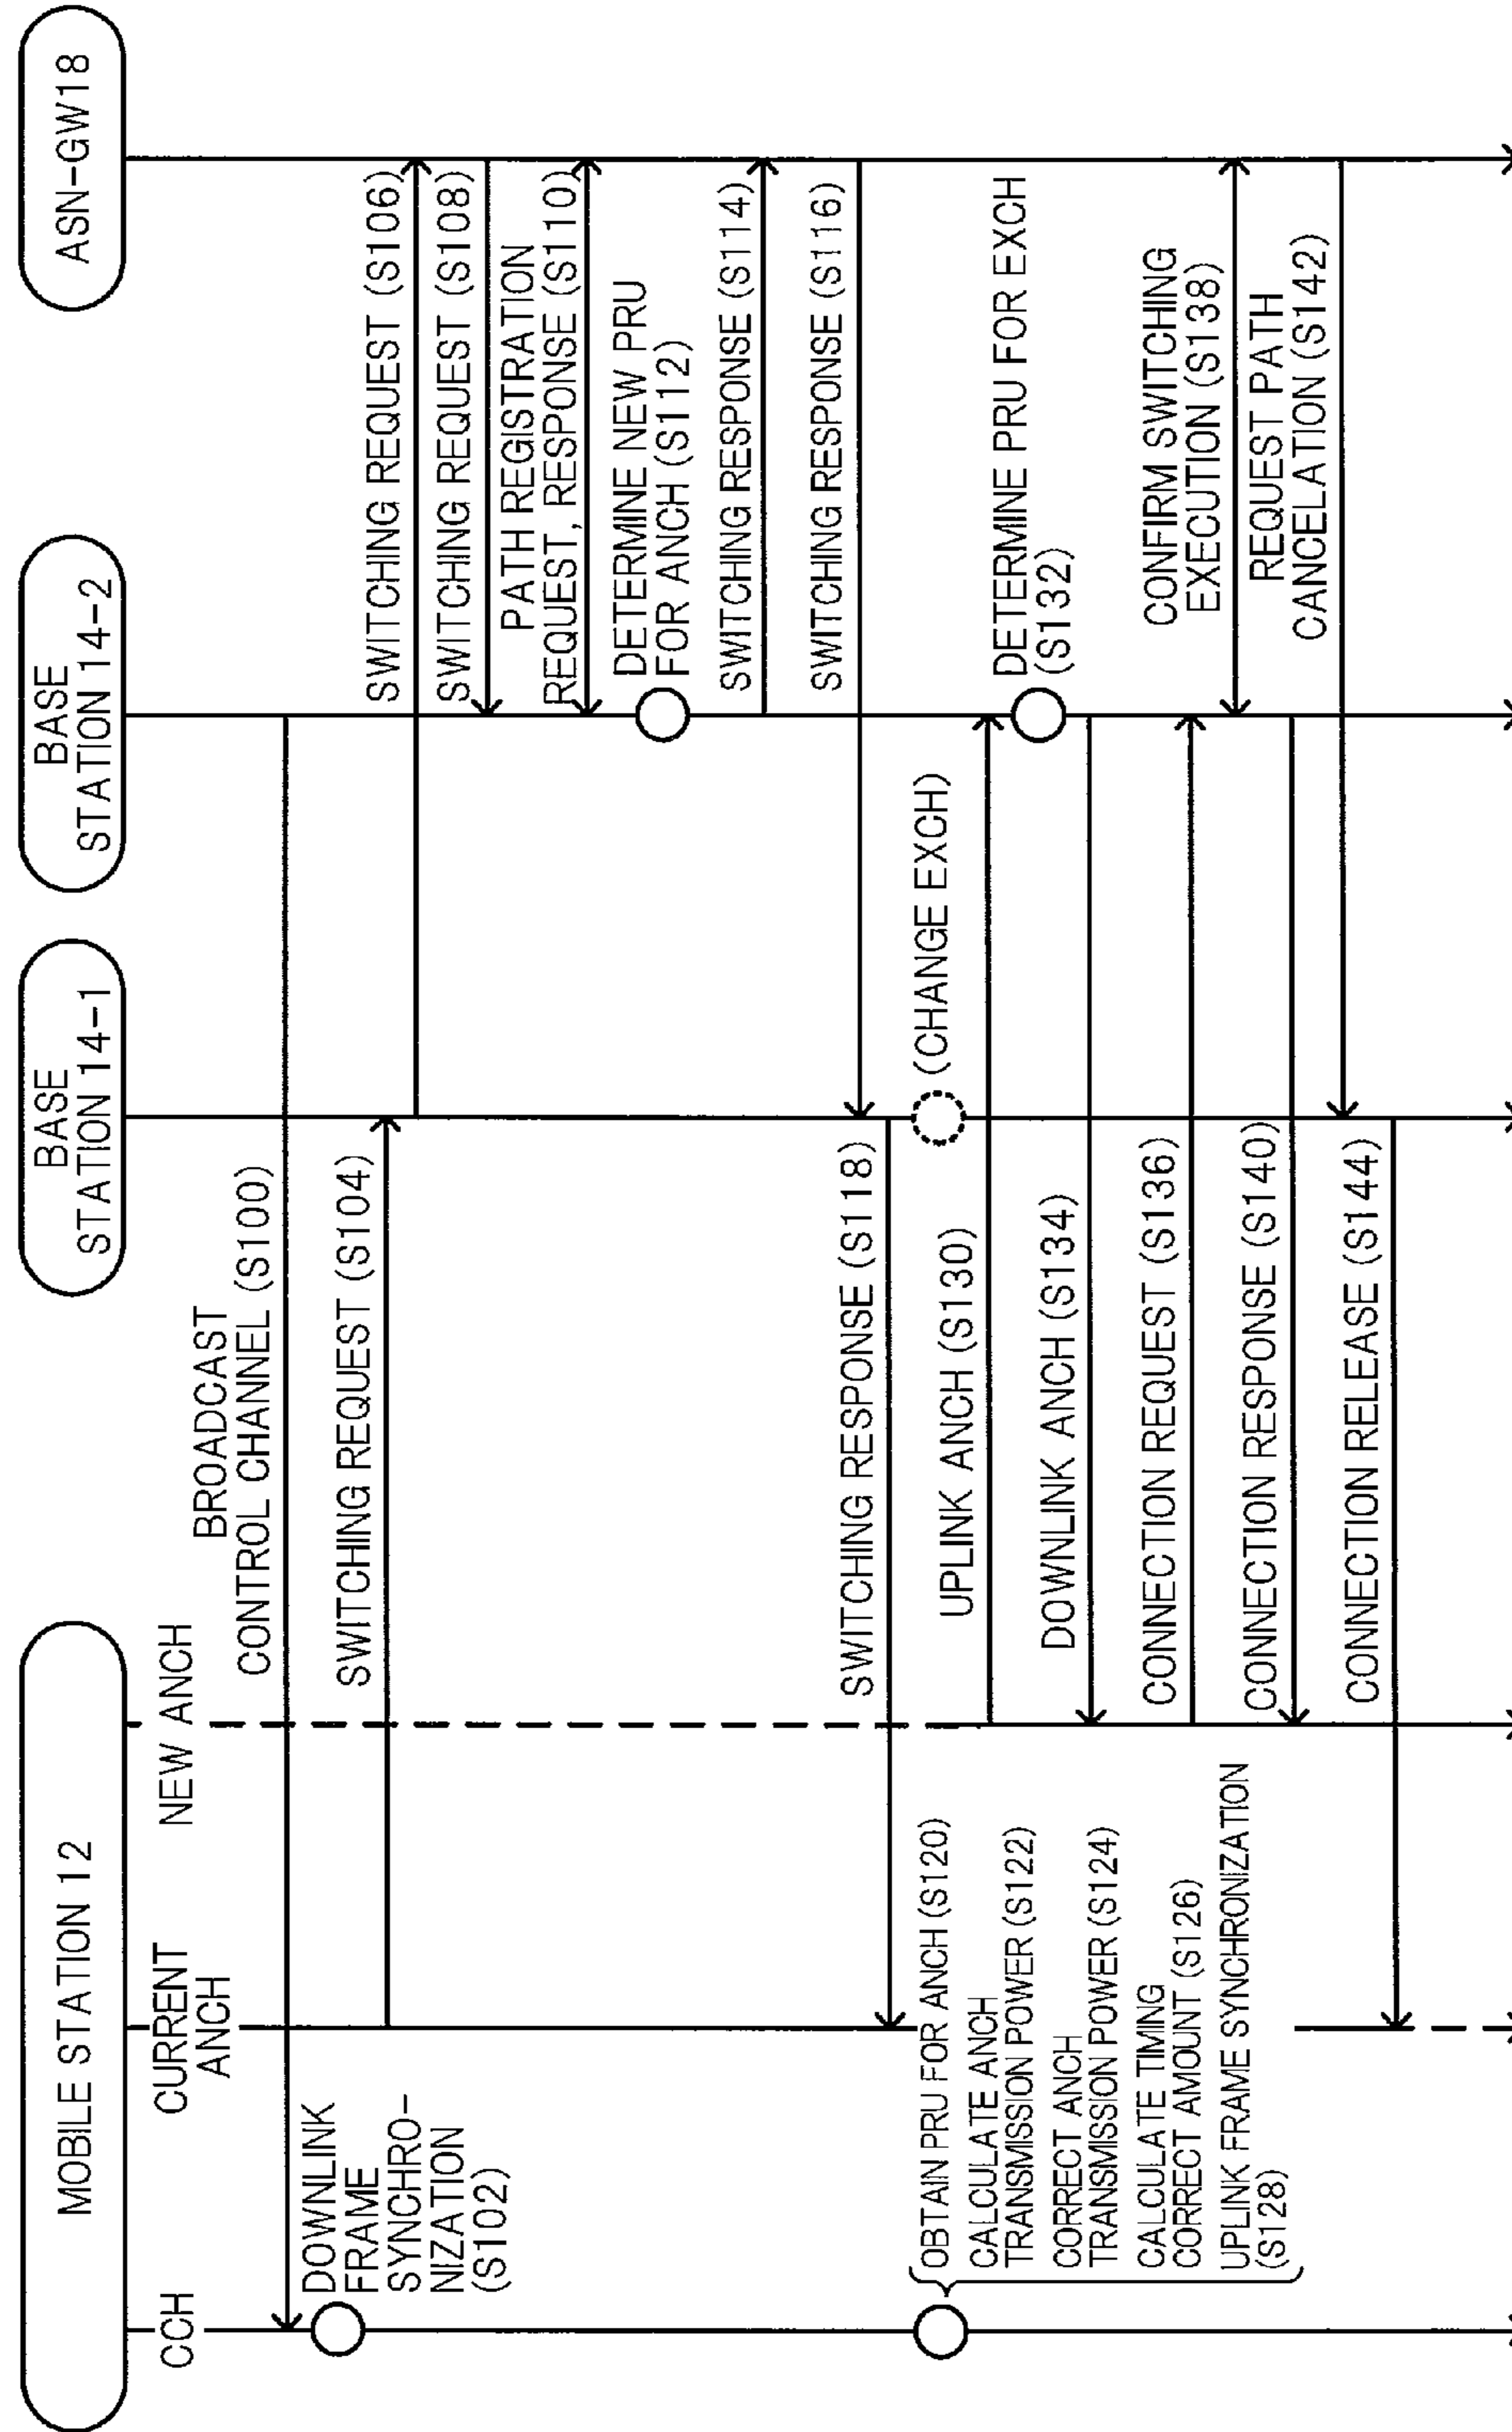 MOBILE STATION 12
BASE
STATION 14-1
BASE
STATION 14-2
ASN-GW18
CCH
CURRENT
ANCH
NEW ANCH
BROADCAST
CONTROL CHANNEL (S100)
DOWNLINK
FRAME
SYNCHRO-
NIZATION
(S102)
SWITCHING REQUEST (S104)
SWITCHING REQUEST (S106)
SWITCHING REQUEST (S108)
PATH REGISTRATION
REQUEST, RESPONSE (S110)
DETERMINE NEW PRU
FOR ANCH (S112)
SWITCHING RESPONSE (S114)
SWITCHING RESPONSE (S116)
SWITCHING RESPONSE (S118)
(CHANGE EXCH)
OBTAIN PRU FOR ANCH (S120)
CALCULATE ANCH
TRANSMISSION POWER (S122)
CORRECT ANCH
TRANSMISSION POWER (S124)
CALCULATE TIMING
CORRECT AMOUNT (S126)
UPLINK FRAME SYNCHRONIZATION
(S128)
UPLINK ANCH (S130)
DETERMINE PRU FOR EXCH
(S132)
DOWNLINK ANCH (S134)
CONNECTION REQUEST (S136)
CONFIRM SWITCHING
EXECUTION (S138)
CONNECTION RESPONSE (S140)
REQUEST PATH
CANCELATION (S142)
CONNECTION RELEASE (S144)